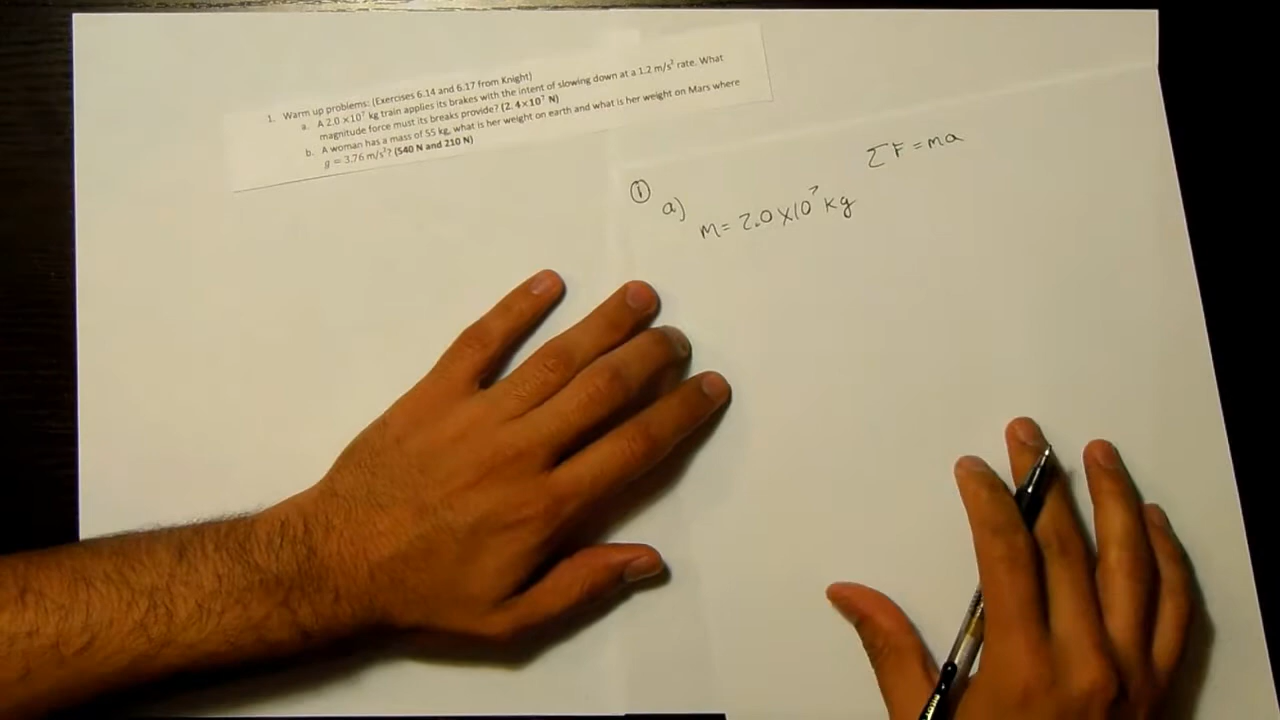 1. Warm up problems: (Exercises 6.14 and 6.17 from Knight)
a. A 2.0 ×10⁷ kg train applies its brakes with the intent of slowing down at a 1.2 m/s² rate. What
magnitude force must its breaks provide? (2.4×10⁷ N)
b. A woman has a mass of 55 kg, what is her weight on earth and what is her weight on Mars where
g = 3.76 m/s²? (540 N and 210 N)
ΣF = ma
① a)
m = 2.0 ×10⁷ kg